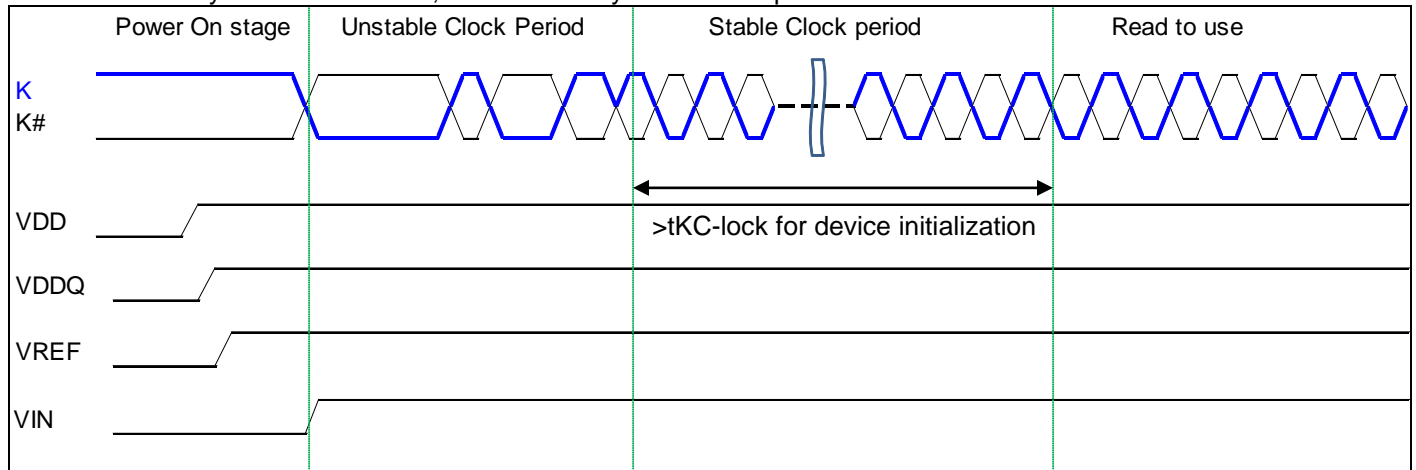 Power On stage Unstable Clock Period Stable Clock period Read to use
K
K#
VDD
>tKC-lock for device initialization
VDDQ
VREF
VIN